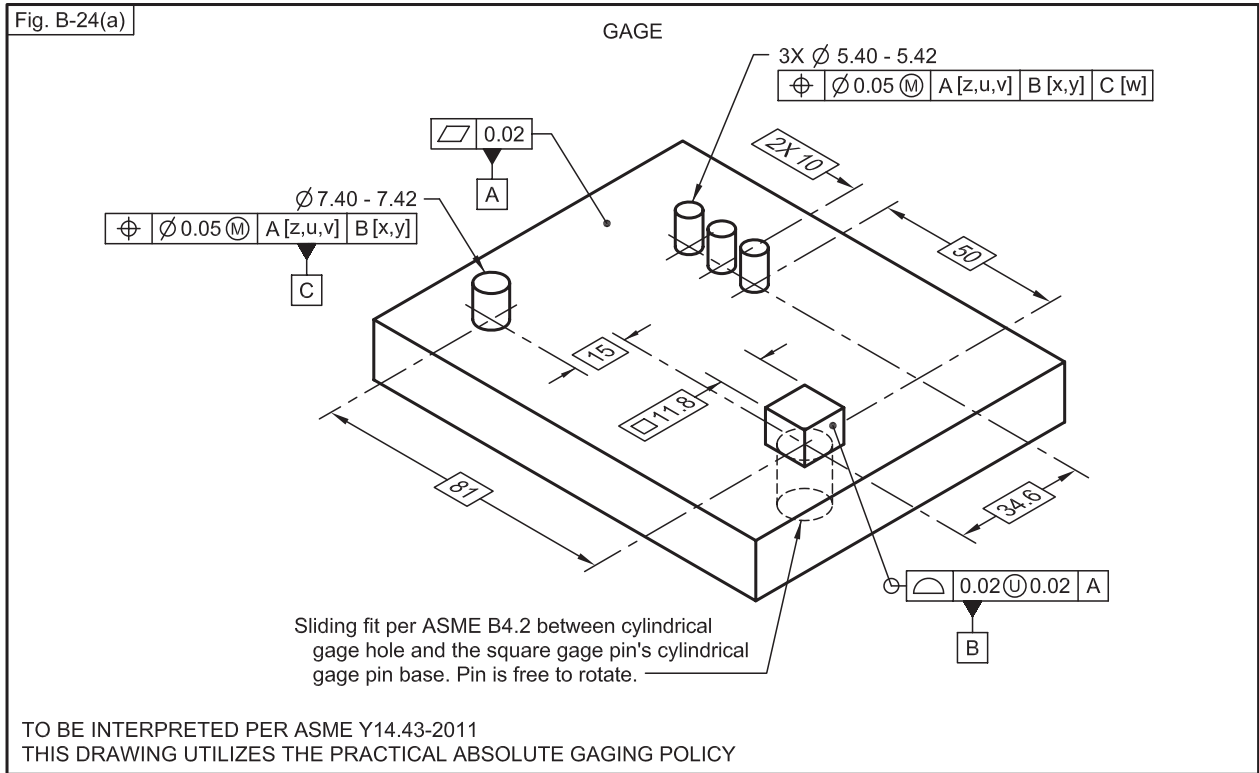 Fig. B-24(a)
GAGE
3X ∅ 5.40 - 5.42
⌖ ∅ 0.05 Ⓜ A [z,u,v] B [x,y] C [w]
⏥ 0.02
A
2X 10
∅ 7.40 - 7.42
⌖ ∅ 0.05 Ⓜ A [z,u,v] B [x,y]
C
50
15
□ 11.8
81
34.6
⌓ 0.02 Ⓤ 0.02 A
B
Sliding fit per ASME B4.2 between cylindrical
gage hole and the square gage pin's cylindrical
gage pin base. Pin is free to rotate.
TO BE INTERPRETED PER ASME Y14.43-2011
THIS DRAWING UTILIZES THE PRACTICAL ABSOLUTE GAGING POLICY